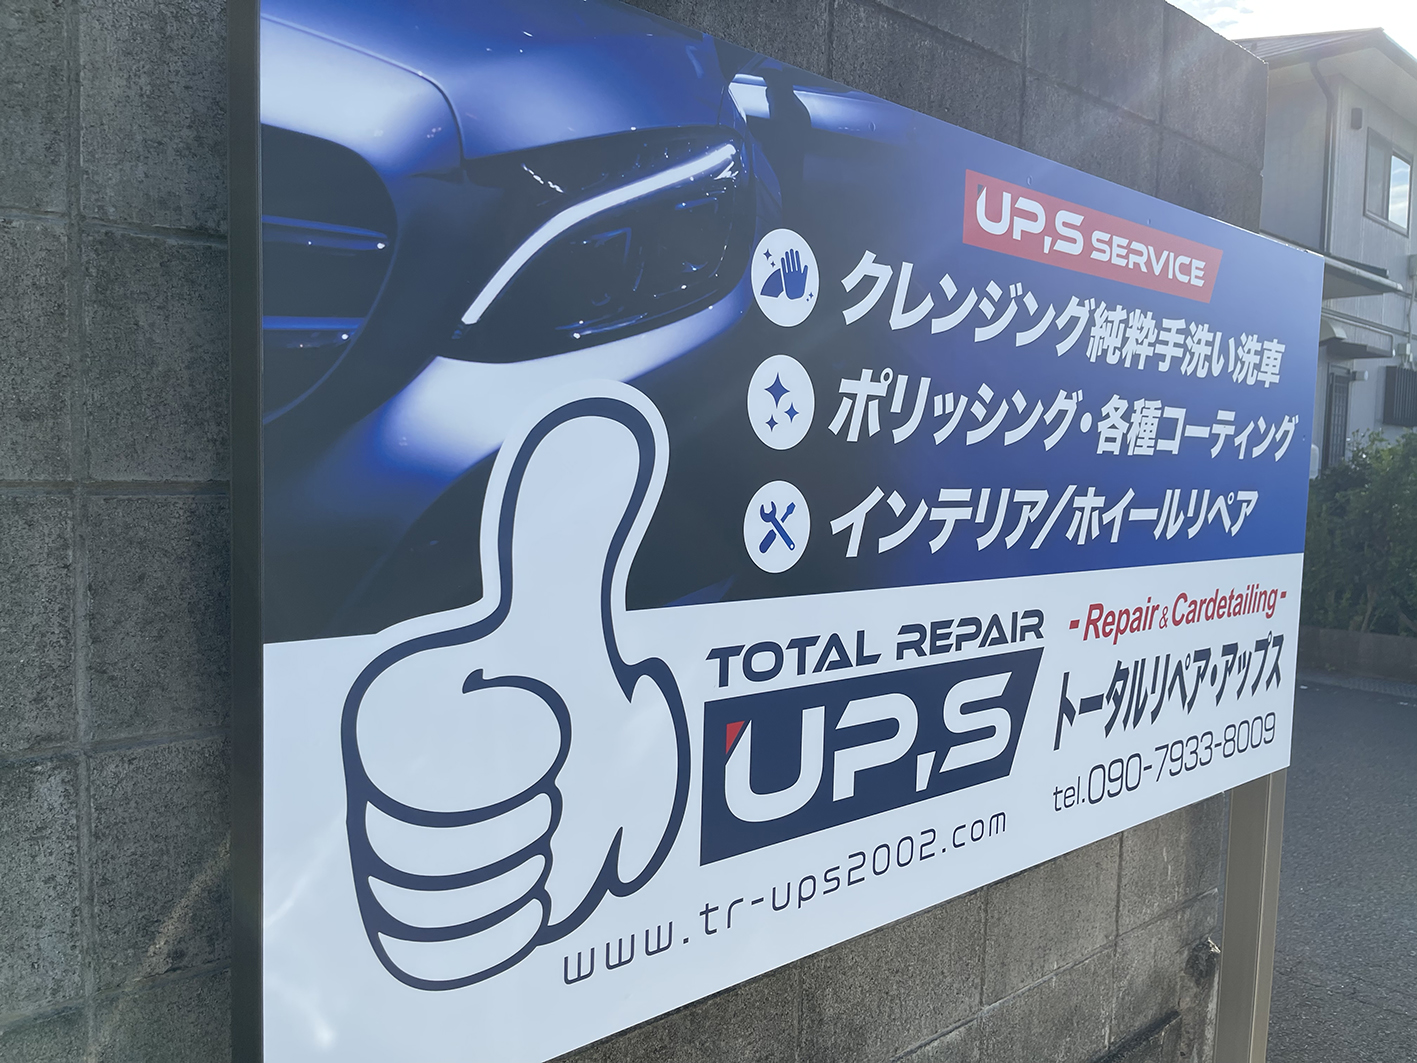 UP,S SERVICE
クレンジング純粋手洗い洗車
ポリッシング・各種コーティング
インテリア/ホイールリペア
TOTAL REPAIR
UP,S
www.tr-ups2002.com
-Repair&Cardetailing-
トータルリペア・アップス
tel.090-7933-8009